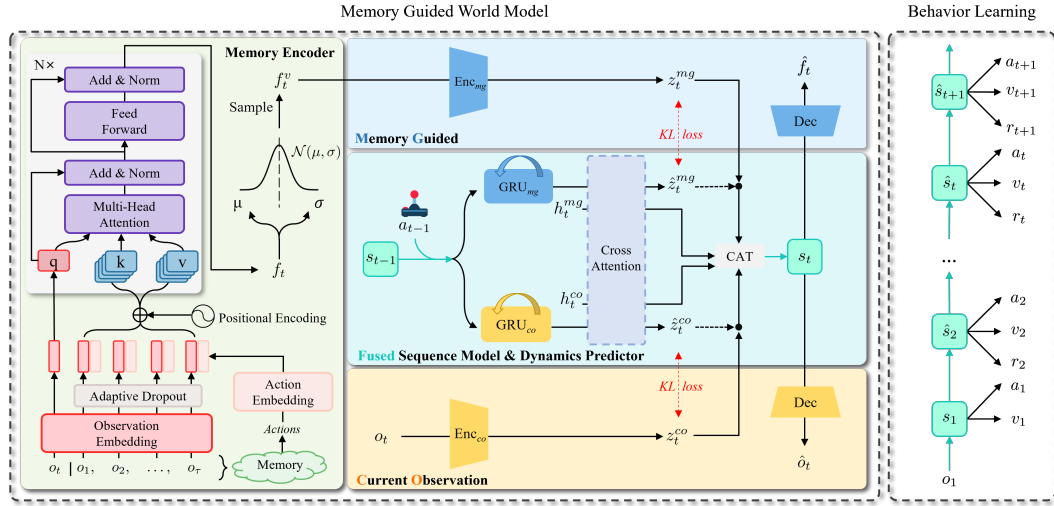 Memory Guided World Model
Behavior Learning
Memory Encoder
N×
Add & Norm
Feed
Forward
Add & Norm
Multi-Head
Attention
q
k
v
Positional Encoding
Adaptive Dropout
Observation
Embedding
Action
Embedding
Actions
Memory
o_t | o_1, o_2, ..., o_τ
f_t^v
Sample
N(μ, σ)
μ
σ
f_t
Enc_mg
z_t^mg
f̂_t
Dec
KL loss
Memory Guided
GRU_mg
ẑ_t^mg
h_t^mg
a_{t−1}
s_{t−1}
Cross
Attention
CAT
s_t
h_t^co
GRU_co
ẑ_t^co
Fused Sequence Model & Dynamics Predictor
KL loss
Dec
o_t
Enc_co
z_t^co
ô_t
Current Observation
a_{t+1}
ŝ_{t+1}
v_{t+1}
r_{t+1}
a_t
ŝ_t
v_t
r_t
...
a_2
ŝ_2
v_2
r_2
a_1
s_1
v_1
o_1